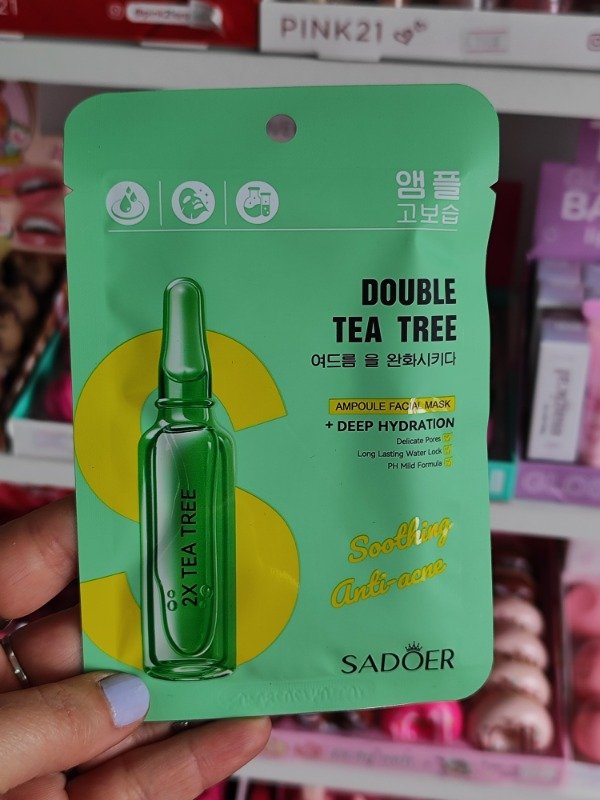 PINK21
앰플
고보습
DOUBLE
TEA TREE
여드름 을 완화시키다
AMPOULE FACIAL MASK
+ DEEP HYDRATION
Delicate Pores
Long Lasting Water Lock
PH Mild Formula
2X TEA TREE
Soothing
Anti-acne
SADOER